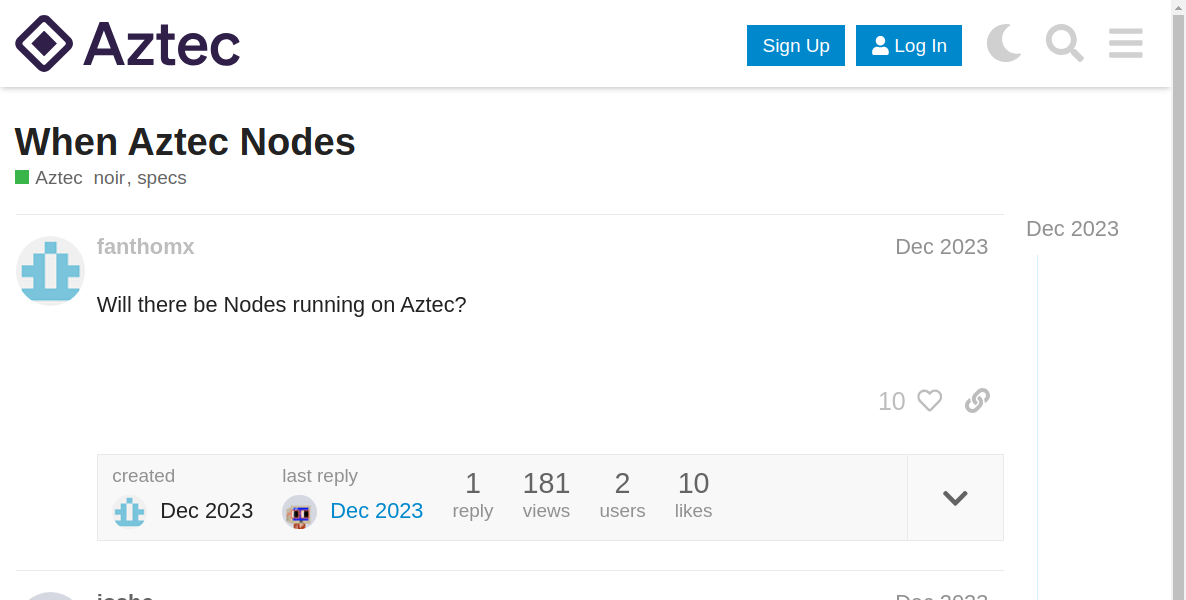 Aztec
Sign Up
Log In
When Aztec Nodes
Aztec noir, specs
Dec 2023
fanthomx
Dec 2023
Will there be Nodes running on Aztec?
10
created
Dec 2023
last reply
Dec 2023
1
reply
181
views
2
users
10
likes
Dec 2023